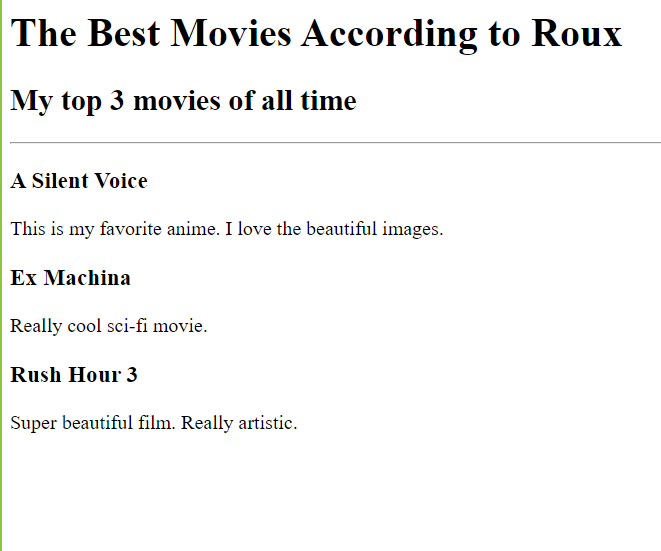 The Best Movies According to Roux
My top 3 movies of all time
A Silent Voice
This is my favorite anime. I love the beautiful images.
Ex Machina
Really cool sci-fi movie.
Rush Hour 3
Super beautiful film. Really artistic.